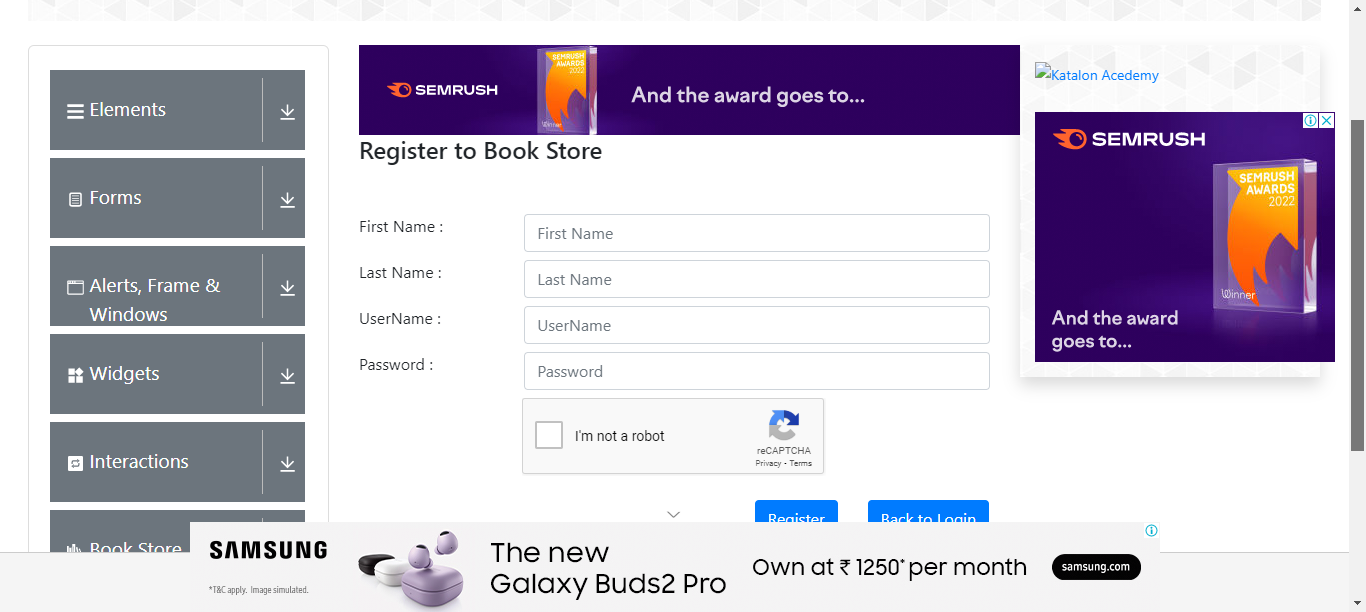 Elements
Forms
Alerts, Frame &
Windows
Widgets
Interactions
Book Store
SEMRUSH
SEMRUSH
AWARDS
2022
Winner
And the award goes to...
Register to Book Store
First Name :
First Name
Last Name :
Last Name
UserName :
UserName
Password :
Password
I'm not a robot
reCAPTCHA
Privacy - Terms
Register
Back to Login
Katalon Acedemy
SEMRUSH
SEMRUSH
AWARDS
2022
Winner
And the award
goes to...
SAMSUNG
*T&C apply. Image simulated.
The new
Galaxy Buds2 Pro
Own at ₹ 1250* per month
samsung.com